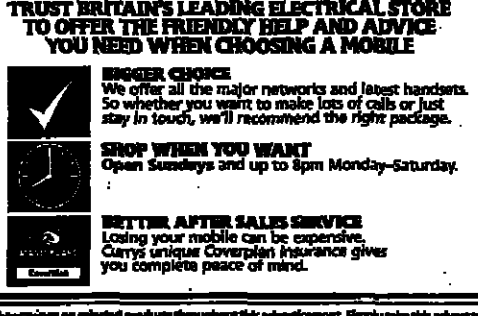 TRUST BRITAIN'S LEADING ELECTRICAL STORE
TO OFFER THE FRIENDLY HELP AND ADVICE
YOU NEED WHEN CHOOSING A MOBILE
BIGGER CHOICE
We offer all the major networks and latest handsets.
So whether you want to make lots of calls or just
stay in touch, we'll recommend the right package.
SHOP WHEN YOU WANT
Open Sundays and up to 8pm Monday-Saturday.
BETTER AFTER SALES SERVICE
Losing your mobile can be expensive.
Currys unique Coverplan Insurance gives
you complete peace of mind.
Coverplan